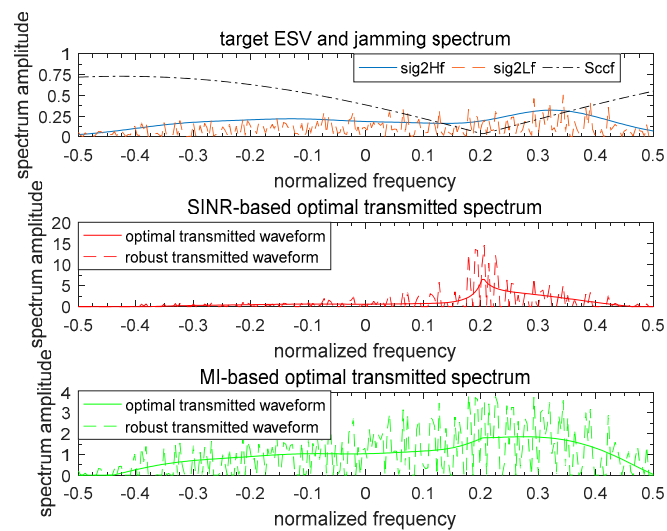 target ESV and jamming spectrum
spectrum amplitude
1
0.75
0.5
0.25
0
sig2Hf sig2Lf Sccf
-0.5 -0.4 -0.3 -0.2 -0.1 0 0.1 0.2 0.3 0.4 0.5
normalized frequency
SINR-based optimal transmitted spectrum
spectrum amplitude
20
15
10
5
0
optimal transmitted waveform
robust transmitted waveform
-0.5 -0.4 -0.3 -0.2 -0.1 0 0.1 0.2 0.3 0.4 0.5
normalized frequency
MI-based optimal transmitted spectrum
spectrum amplitude
4
3
2
1
0
optimal transmitted waveform
robust transmitted waveform
-0.5 -0.4 -0.3 -0.2 -0.1 0 0.1 0.2 0.3 0.4 0.5
normalized frequency